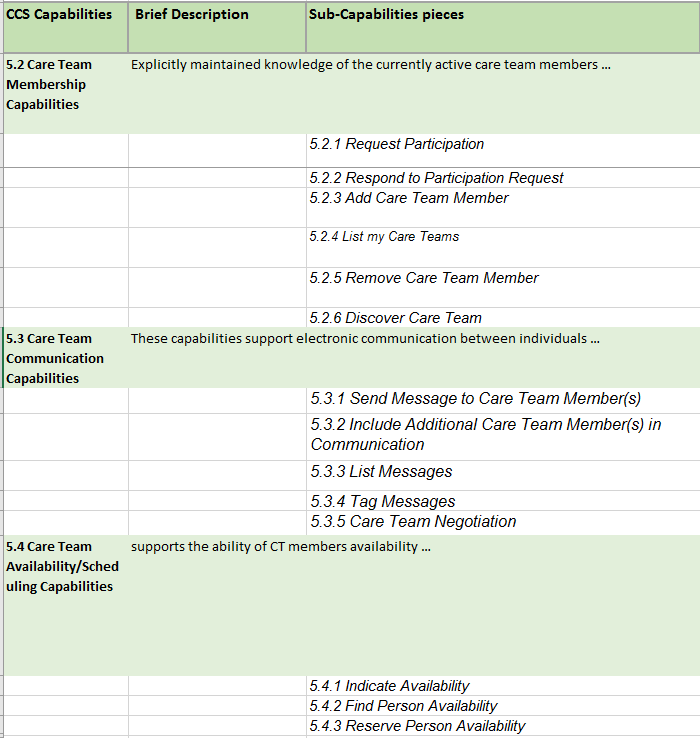 CCS Capabilities Brief Description Sub-Capabilities pieces
5.2 Care Team Explicitly maintained knowledge of the currently active care team members ...
Membership
Capabilities
5.2.1 Request Participation
5.2.2 Respond to Participation Request
5.2.3 Add Care Team Member
5.2.4 List my Care Teams
5.2.5 Remove Care Team Member
5.2.6 Discover Care Team
5.3 Care Team These capabilities support electronic communication between individuals ...
Communication
Capabilities
5.3.1 Send Message to Care Team Member(s)
5.3.2 Include Additional Care Team Member(s) in
Communication
5.3.3 List Messages
5.3.4 Tag Messages
5.3.5 Care Team Negotiation
5.4 Care Team supports the ability of CT members availability ...
Availability/Sched
uling Capabilities
5.4.1 Indicate Availability
5.4.2 Find Person Availability
5.4.3 Reserve Person Availability